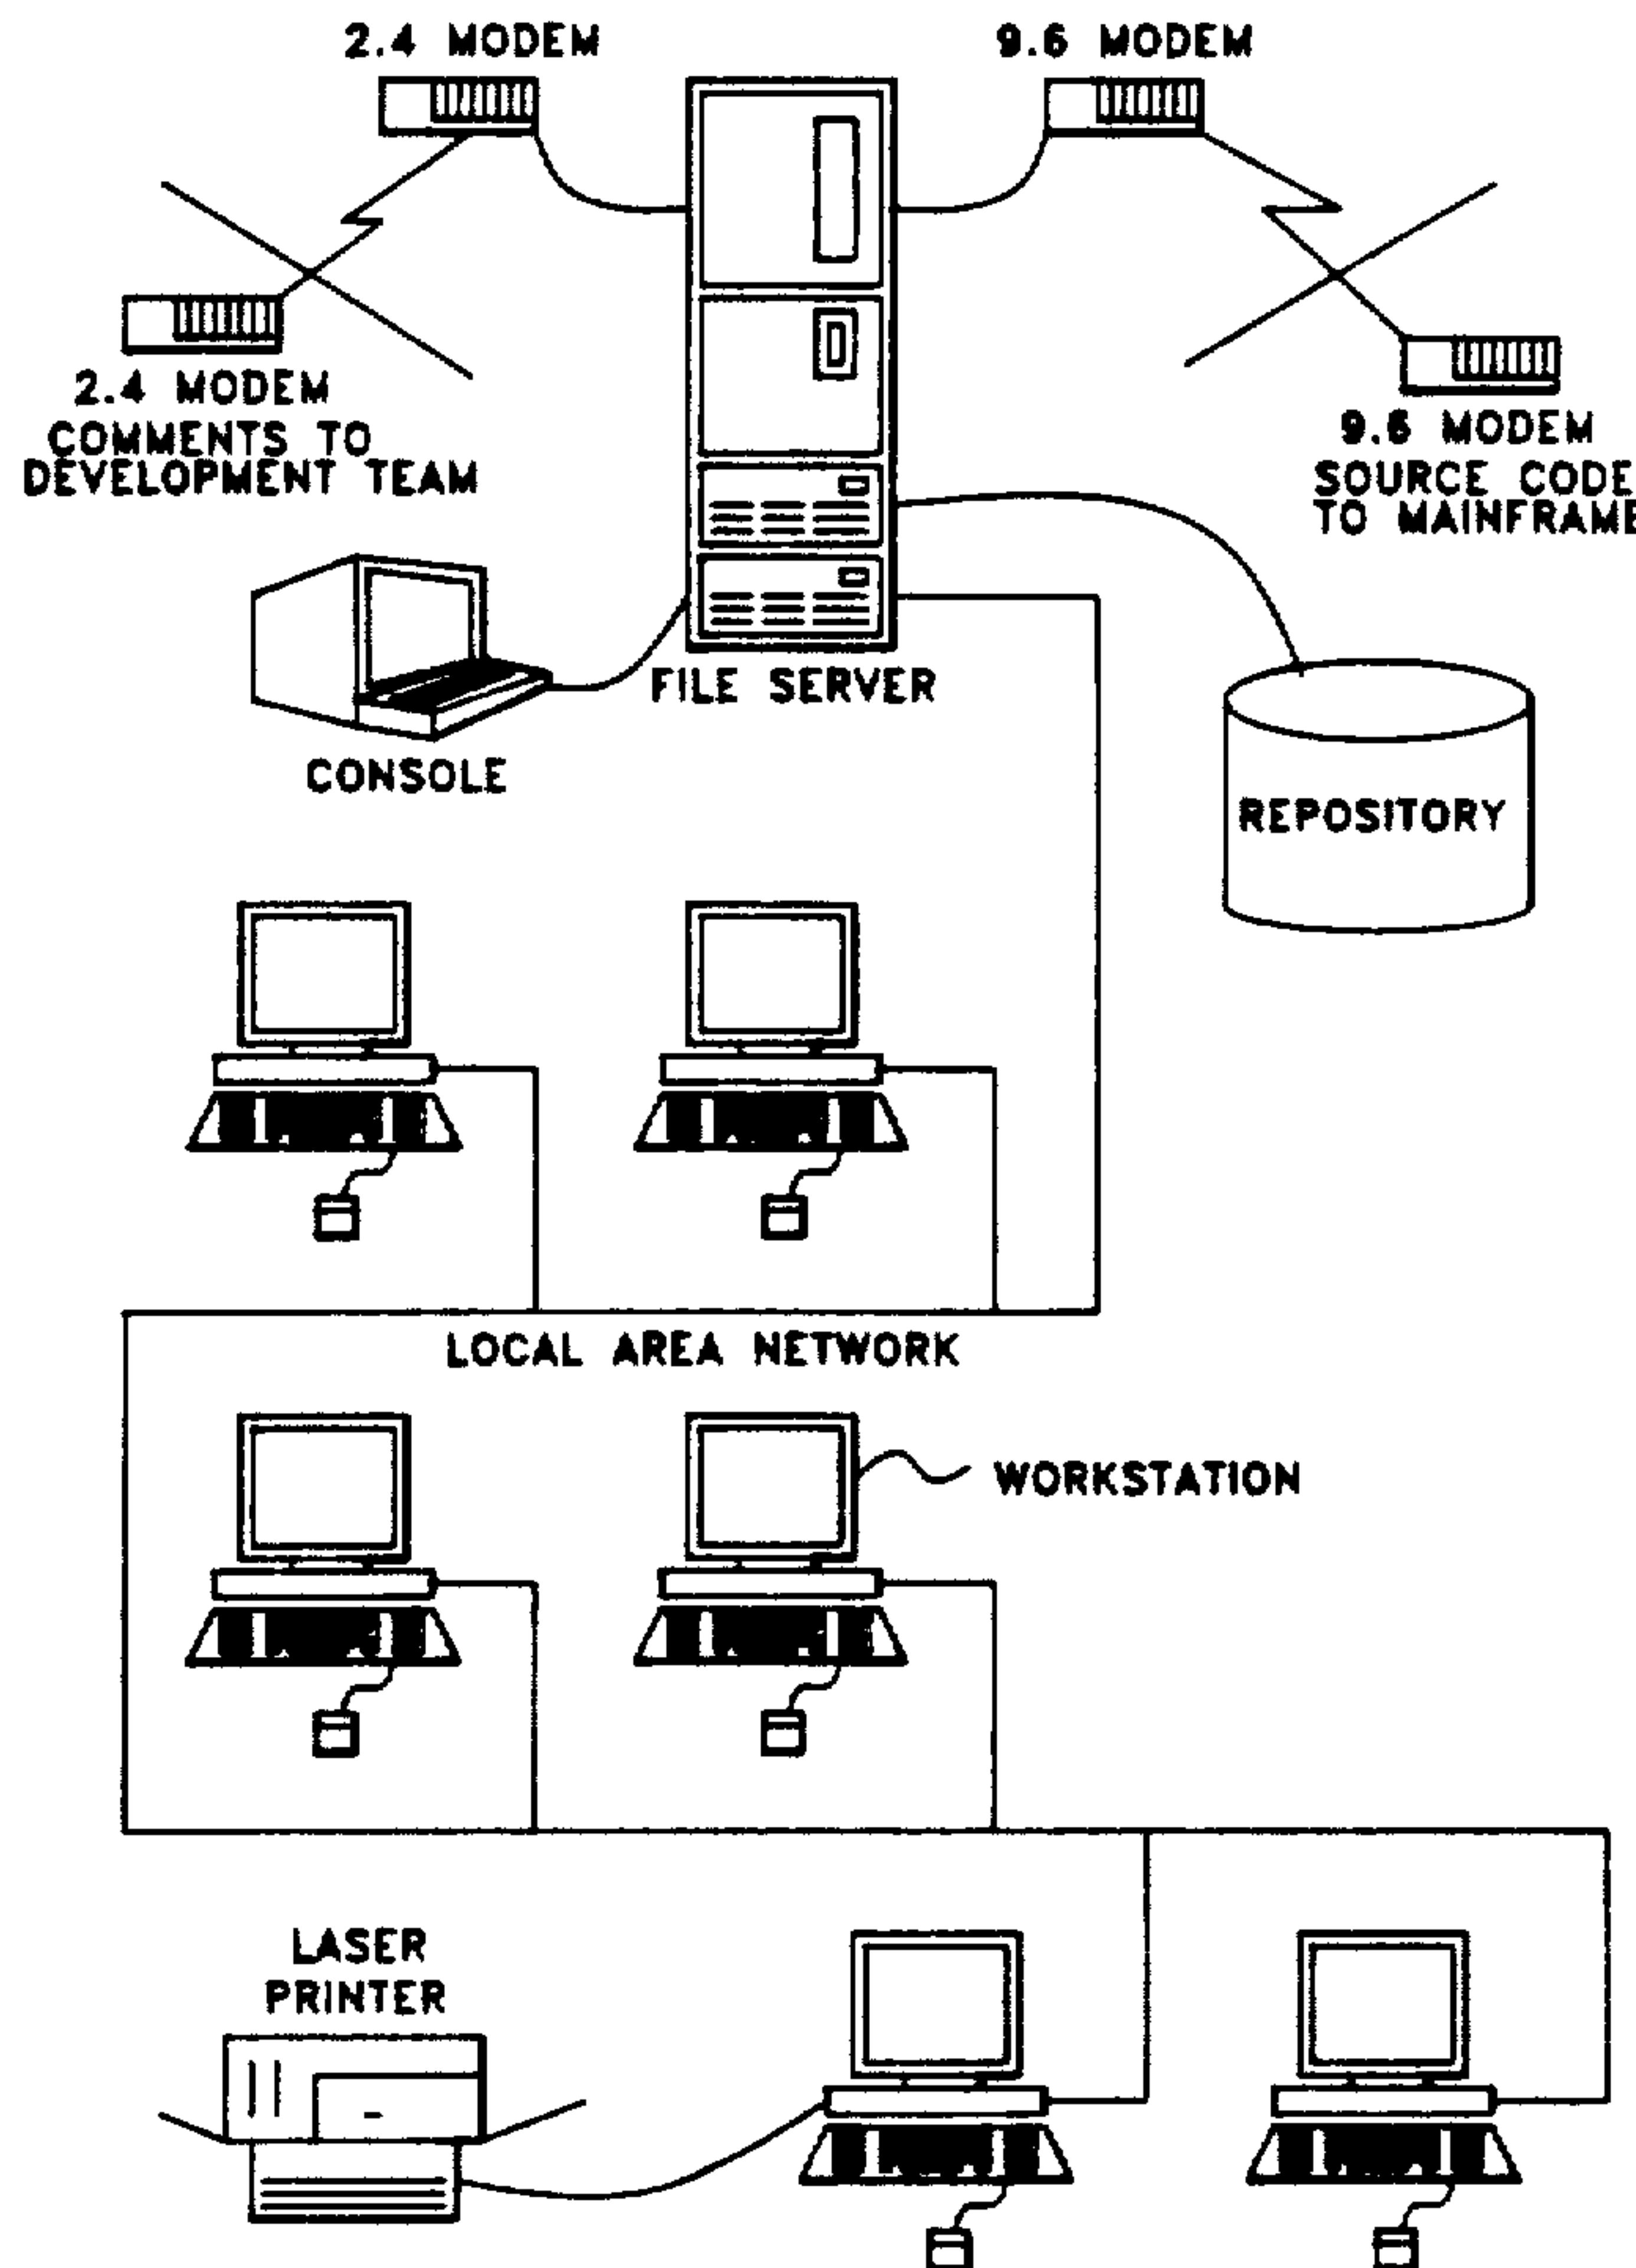 2.4 MODEM
9.6 MODEM
2.4 MODEM
COMMENTS TO
DEVELOPMENT TEAM
9.6 MODEM
SOURCE CODE
TO MAINFRAME
FILE SERVER
CONSOLE
REPOSITORY
LOCAL AREA NETWORK
WORKSTATION
LASER
PRINTER